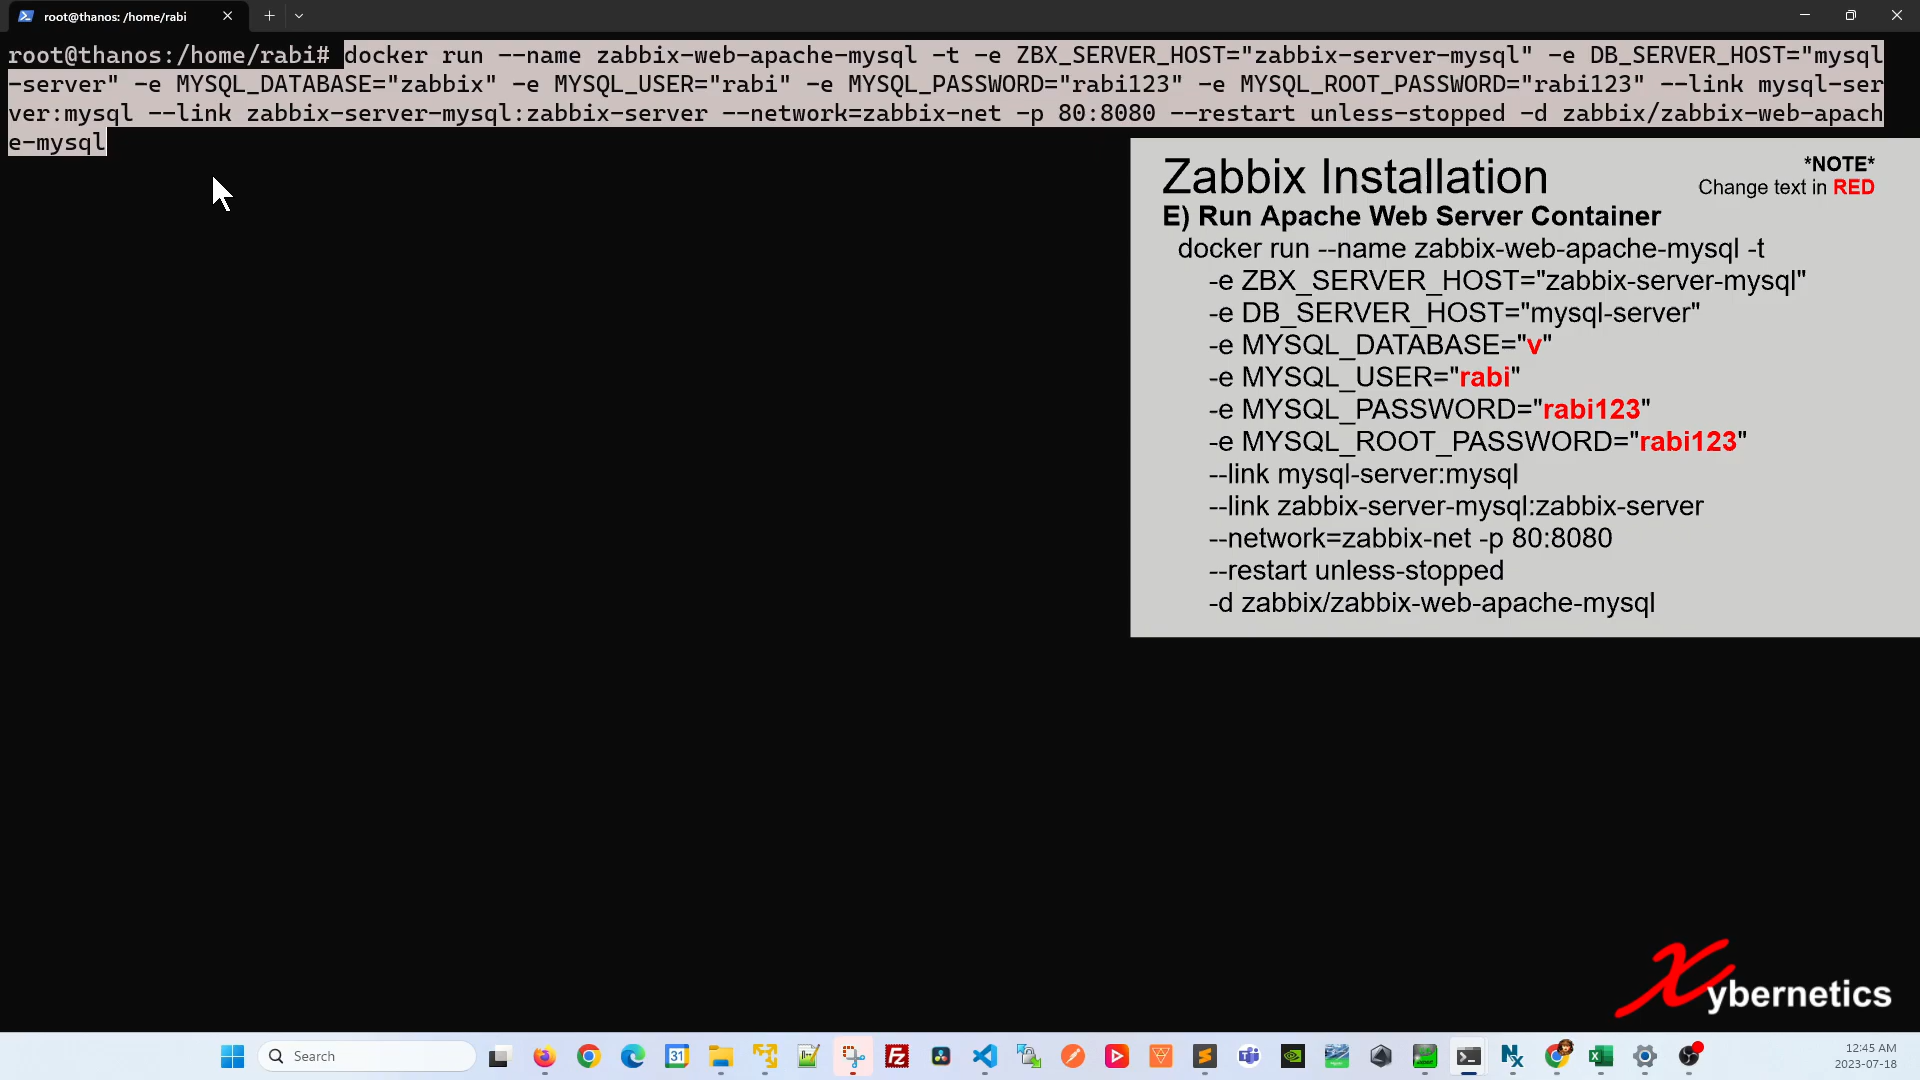 root@thanos: /home/rabi
root@thanos:/home/rabi# docker run --name zabbix-web-apache-mysql -t -e ZBX_SERVER_HOST="zabbix-server-mysql" -e DB_SERVER_HOST="mysql
-server" -e MYSQL_DATABASE="zabbix" -e MYSQL_USER="rabi" -e MYSQL_PASSWORD="rabi123" -e MYSQL_ROOT_PASSWORD="rabi123" --link mysql-ser
ver:mysql --link zabbix-server-mysql:zabbix-server --network=zabbix-net -p 80:8080 --restart unless-stopped -d zabbix/zabbix-web-apach
e-mysql
Zabbix Installation
*NOTE*
Change text in RED
E) Run Apache Web Server Container
docker run --name zabbix-web-apache-mysql -t
-e ZBX_SERVER_HOST="zabbix-server-mysql"
-e DB_SERVER_HOST="mysql-server"
-e MYSQL_DATABASE="v"
-e MYSQL_USER="rabi"
-e MYSQL_PASSWORD="rabi123"
-e MYSQL_ROOT_PASSWORD="rabi123"
--link mysql-server:mysql
--link zabbix-server-mysql:zabbix-server
--network=zabbix-net -p 80:8080
--restart unless-stopped
-d zabbix/zabbix-web-apache-mysql
Xybernetics
Search
31
12:45 AM
2023-07-18